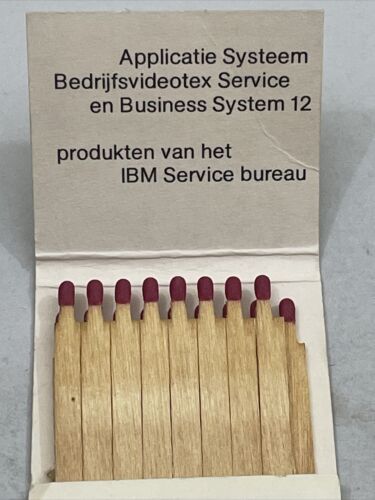 Applicatie Systeem
Bedrijfsvideotex Service
en Business System 12
produkten van het
IBM Service bureau